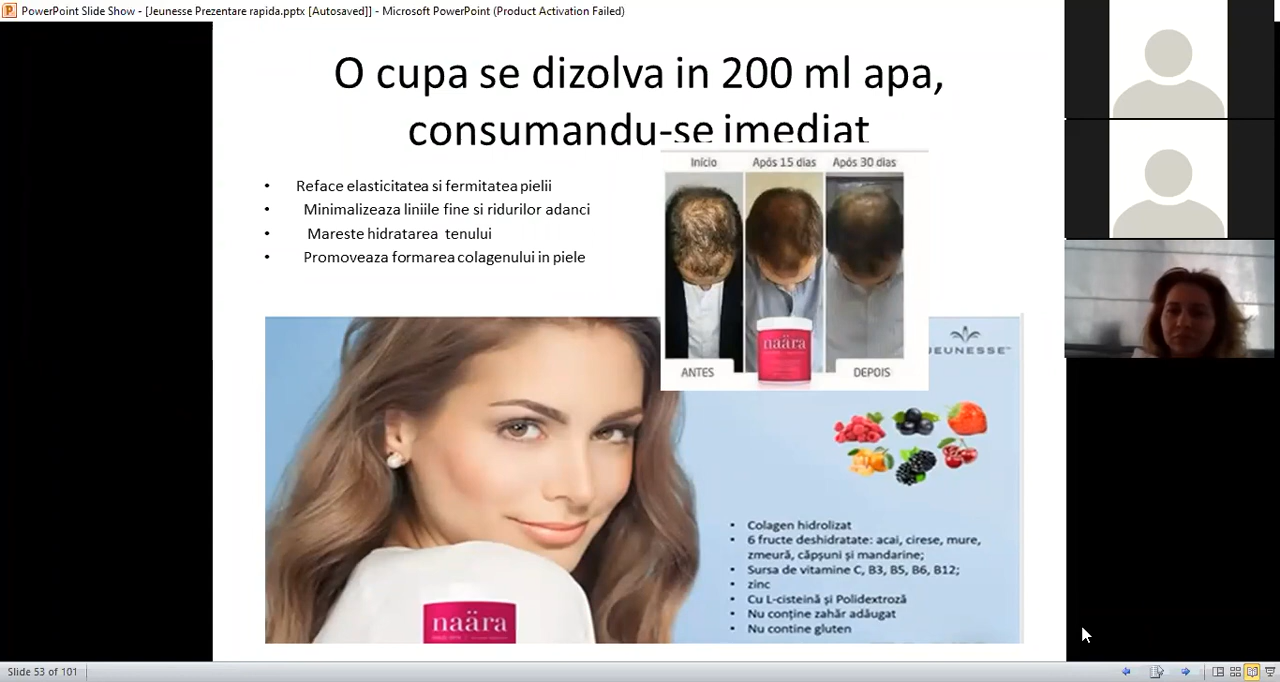 PowerPoint Slide Show - [Jeunesse Prezentare rapida.pptx [Autosaved]] - Microsoft PowerPoint (Product Activation Failed)
O cupa se dizolva in 200 ml apa,
consumandu-se imediat
• Reface elasticitatea si fermitatea pielii
• Minimalizeaza liniile fine si ridurilor adanci
• Mareste hidratarea tenului
• Promoveaza formarea colagenului in piele
Início Após 15 dias Após 30 dias
naära
ANTES DEPOIS
JEUNESSE™
• Colagen hidrolizat
• 6 fructe deshidratate: acai, cirese, mure,
zmeură, căpșuni și mandarine;
• Sursa de vitamine C, B3, B5, B6, B12;
• zinc
• Cu L-cisteină și Polidextroză
• Nu conține zahăr adăugat
• Nu contine gluten
naära
Slide 53 of 101